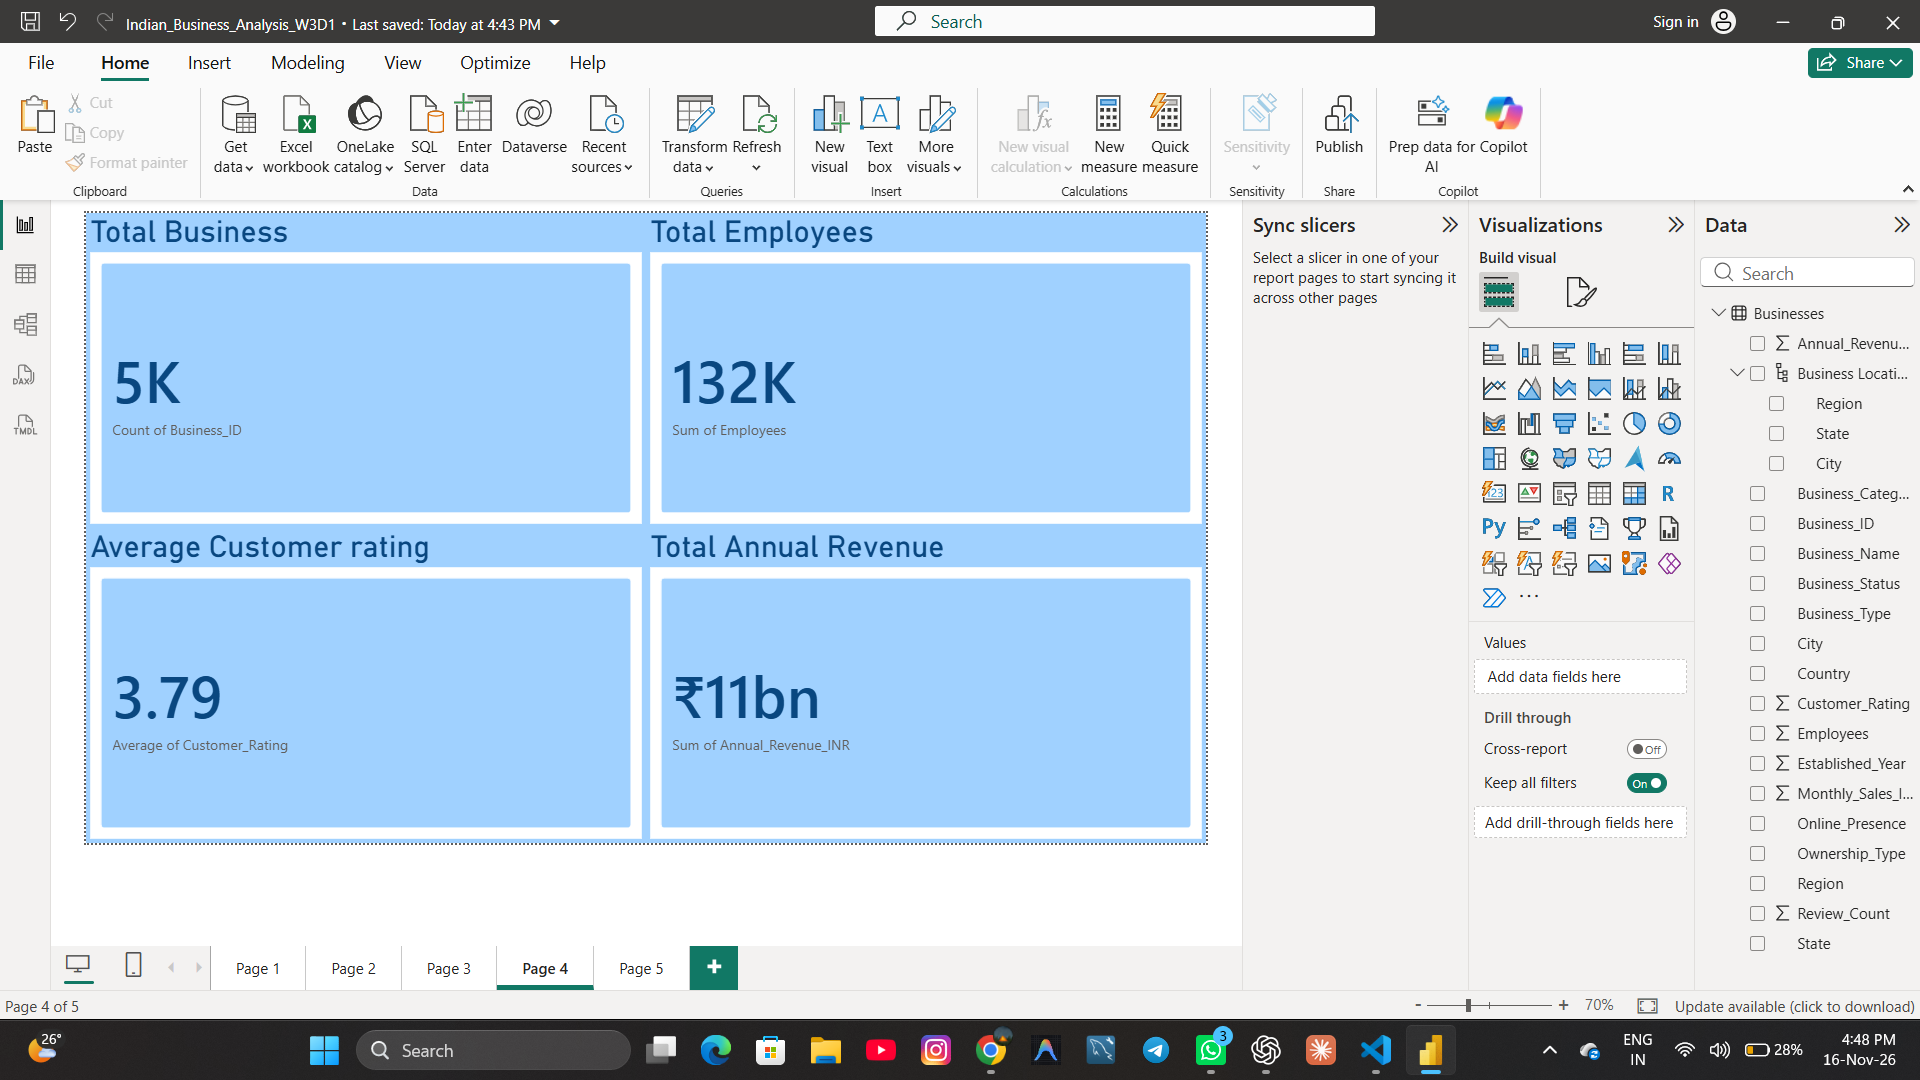 Indian_Business_Analysis_W3D1 • Last saved: Today at 4:43 PM
Search
Sign in
File
Home
Insert
Modeling
View
Optimize
Help
Share
Paste
Cut
Copy
Format painter
Clipboard
Get data
Excel workbook
OneLake catalog
SQL Server
Enter data
Dataverse
Recent sources
Data
Transform data
Refresh
Queries
New visual
Text box
More visuals
Insert
New visual calculation
New measure
Quick measure
Calculations
Sensitivity
Sensitivity
Publish
Share
Prep data for AI
Copilot
Copilot
DAX
TMDL
Total Business
5K
Count of Business_ID
Total Employees
132K
Sum of Employees
Average Customer rating
3.79
Average of Customer_Rating
Total Annual Revenue
₹11bn
Sum of Annual_Revenue_INR
Sync slicers
Select a slicer in one of your
report pages to start syncing it
across other pages
Visualizations
Build visual
123
R
Py
Values
Add data fields here
Drill through
Cross-report
Off
Keep all filters
On
Add drill-through fields here
Data
Search
Businesses
Annual_Revenu...
Business Locati...
Region
State
City
Business_Categ...
Business_ID
Business_Name
Business_Status
Business_Type
City
Country
Customer_Rating
Employees
Established_Year
Monthly_Sales_I...
Online_Presence
Ownership_Type
Region
Review_Count
State
Page 1
Page 2
Page 3
Page 4
Page 5
Page 4 of 5
- + 70%
Update available (click to download)
26°
Search
3
ENG
IN
28%
4:48 PM
16-Nov-26